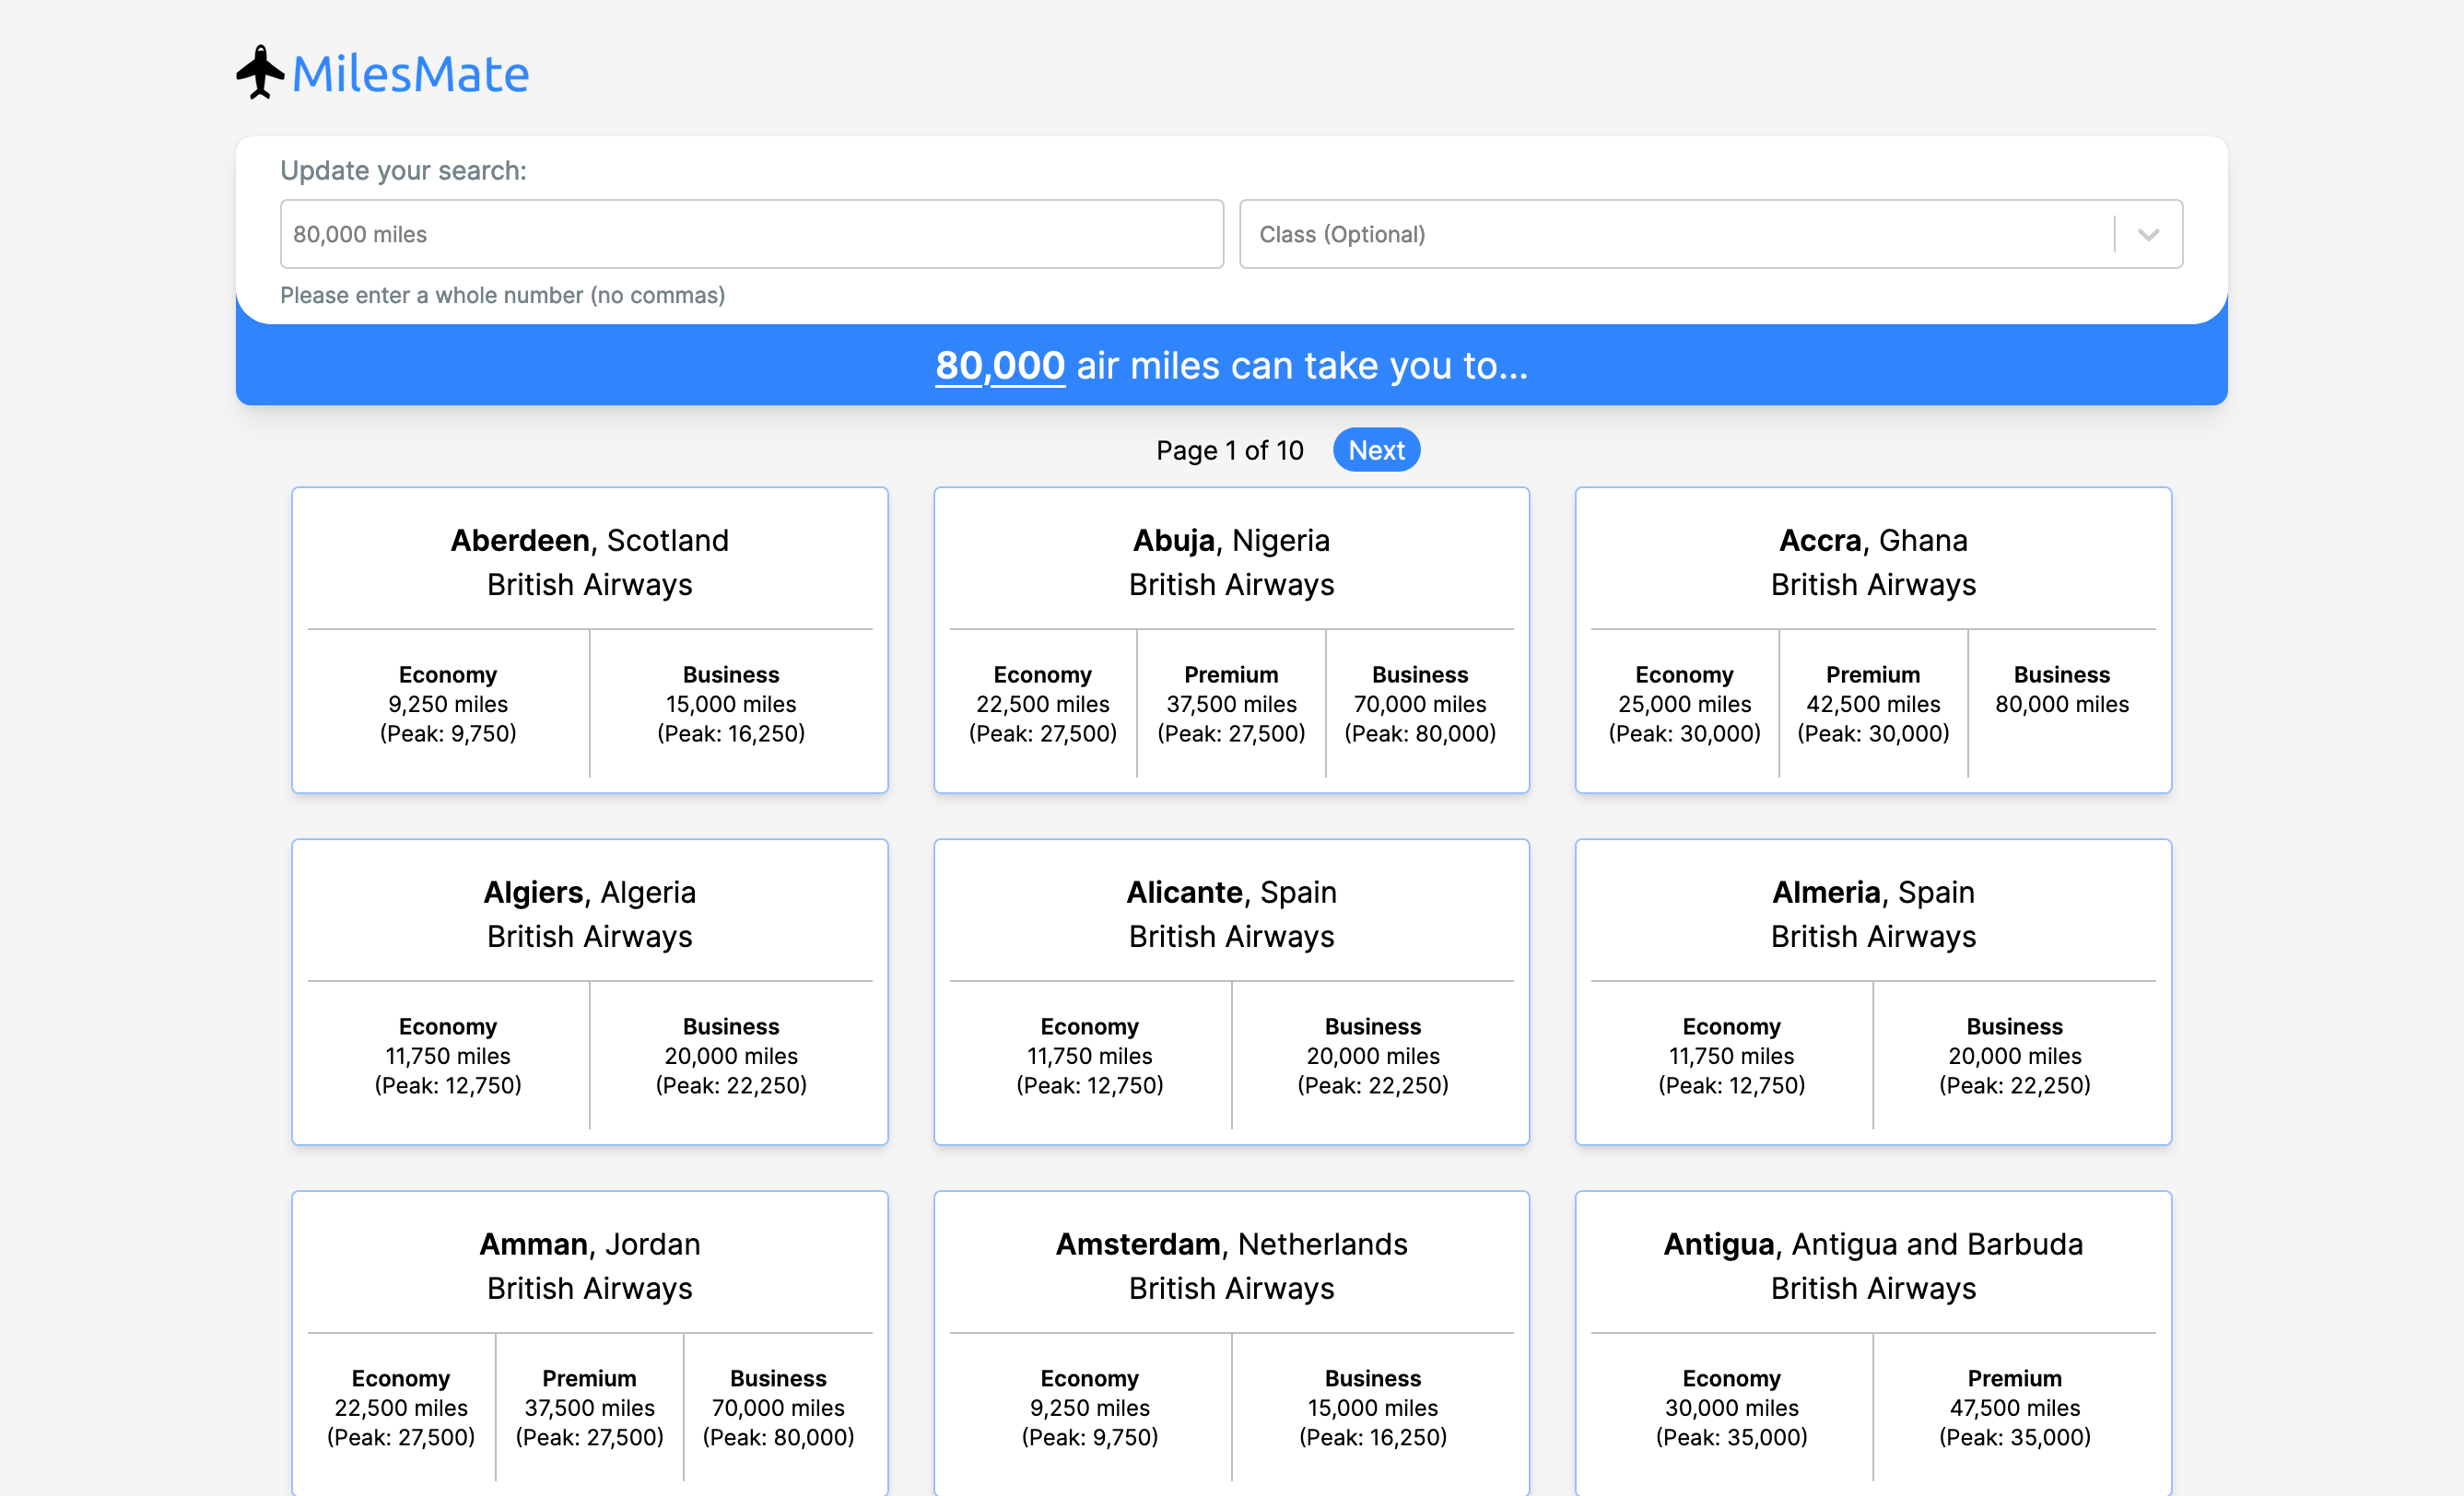 MilesMate
Update your search:
80,000 miles
Class (Optional)
Please enter a whole number (no commas)
80,000 air miles can take you to...
Page 1 of 10 Next
Aberdeen, Scotland
British Airways
Economy
9,250 miles
(Peak: 9,750)
Business
15,000 miles
(Peak: 16,250)
Abuja, Nigeria
British Airways
Economy
22,500 miles
(Peak: 27,500)
Premium
37,500 miles
(Peak: 27,500)
Business
70,000 miles
(Peak: 80,000)
Accra, Ghana
British Airways
Economy
25,000 miles
(Peak: 30,000)
Premium
42,500 miles
(Peak: 30,000)
Business
80,000 miles
Algiers, Algeria
British Airways
Economy
11,750 miles
(Peak: 12,750)
Business
20,000 miles
(Peak: 22,250)
Alicante, Spain
British Airways
Economy
11,750 miles
(Peak: 12,750)
Business
20,000 miles
(Peak: 22,250)
Almeria, Spain
British Airways
Economy
11,750 miles
(Peak: 12,750)
Business
20,000 miles
(Peak: 22,250)
Amman, Jordan
British Airways
Economy
22,500 miles
(Peak: 27,500)
Premium
37,500 miles
(Peak: 27,500)
Business
70,000 miles
(Peak: 80,000)
Amsterdam, Netherlands
British Airways
Economy
9,250 miles
(Peak: 9,750)
Business
15,000 miles
(Peak: 16,250)
Antigua, Antigua and Barbuda
British Airways
Economy
30,000 miles
(Peak: 35,000)
Premium
47,500 miles
(Peak: 35,000)